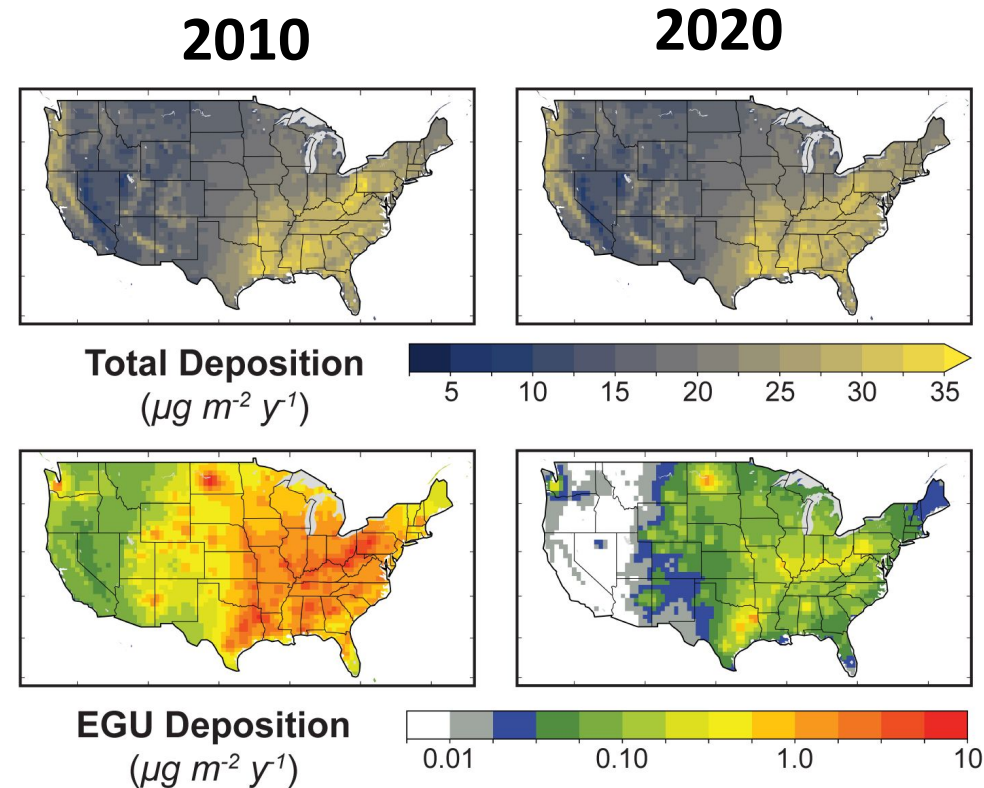 2010
2020
Total Deposition
(µg m-2 y-1)
5 10 15 20 25 30 35
EGU Deposition
(µg m-2 y-1)
0.01 0.10 1.0 10